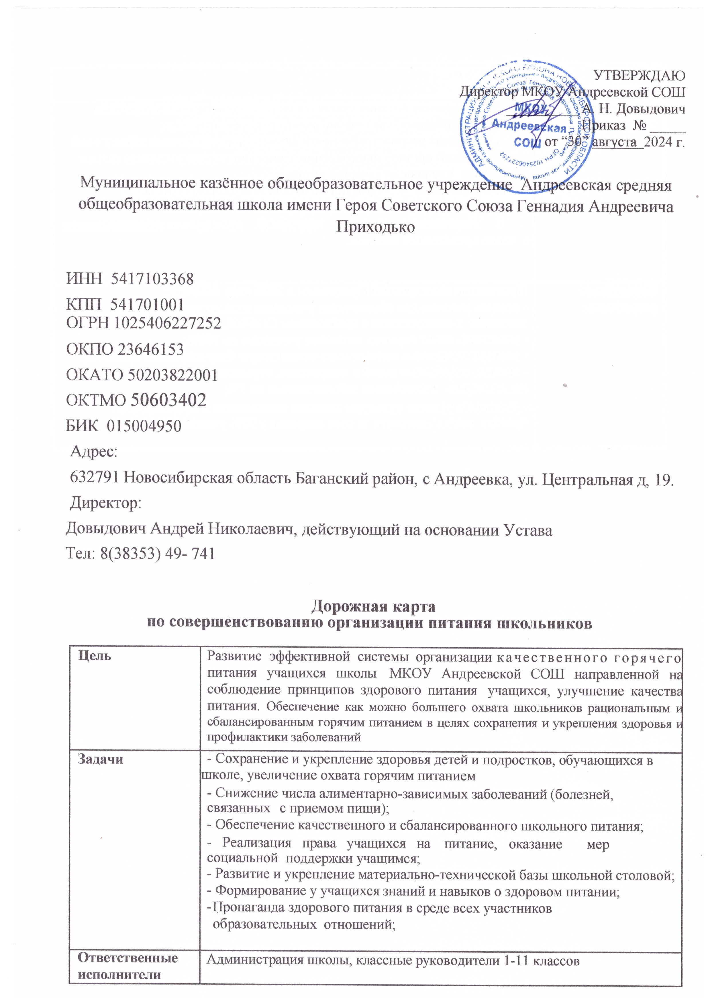 УТВЕРЖДАЮ
Директор МКОУ Андреевской СОШ
А. Н. Довыдович
Приказ № _____
от “30” августа 2024 г.
МКОУ
Андреевская
СОШ
ОГРН 1025406227252
Муниципальное казённое общеобразовательное учреждение Андреевская средняя
общеобразовательная школа имени Героя Советского Союза Геннадия Андреевича
Приходько
ИНН 5417103368
КПП 541701001
ОГРН 1025406227252
ОКПО 23646153
ОКАТО 50203822001
ОКТМО 50603402
БИК 015004950
Адрес:
632791 Новосибирская область Баганский район, с Андреевка, ул. Центральная д, 19.
Директор:
Довыдович Андрей Николаевич, действующий на основании Устава
Тел: 8(38353) 49- 741
Дорожная карта
по совершенствованию организации питания школьников
Цель
Развитие эффективной системы организации качественного горячего
питания учащихся школы МКОУ Андреевской СОШ направленной на
соблюдение принципов здорового питания учащихся, улучшение качества
питания. Обеспечение как можно большего охвата школьников рациональным и
сбалансированным горячим питанием в целях сохранения и укрепления здоровья и
профилактики заболеваний
Задачи
- Сохранение и укрепление здоровья детей и подростков, обучающихся в
школе, увеличение охвата горячим питанием
- Снижение числа алиментарно-зависимых заболеваний (болезней,
связанных с приемом пищи);
- Обеспечение качественного и сбалансированного школьного питания;
- Реализация права учащихся на питание, оказание мер
социальной поддержки учащимся;
- Развитие и укрепление материально-технической базы школьной столовой;
- Формирование у учащихся знаний и навыков о здоровом питании;
-Пропаганда здорового питания в среде всех участников
образовательных отношений;
Ответственные
исполнители
Администрация школы, классные руководители 1-11 классов